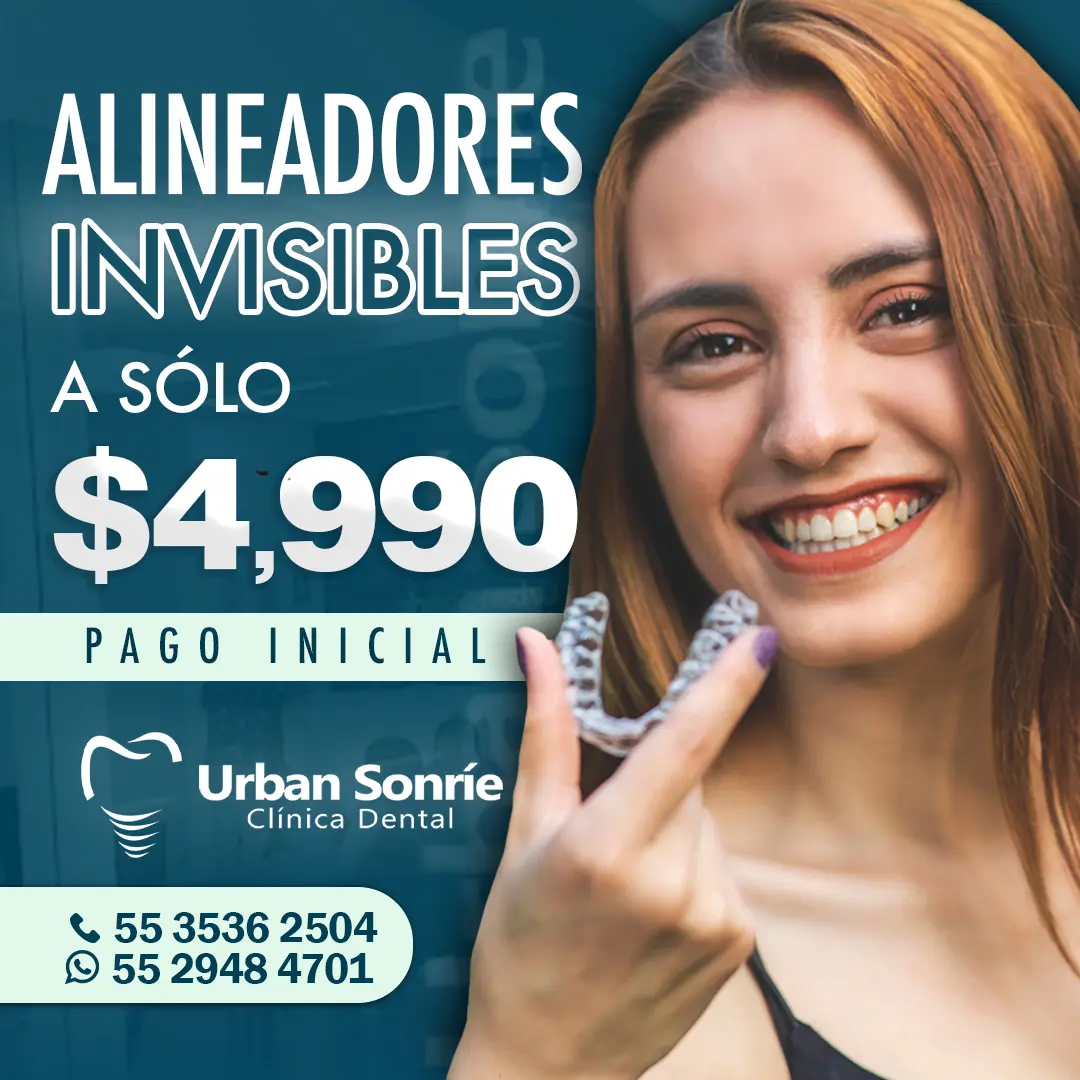 ALINEADORES
INVISIBLES
A SÓLO
$4,990
PAGO INICIAL
Urban Sonríe
Clínica Dental
55 3536 2504
55 2948 4701